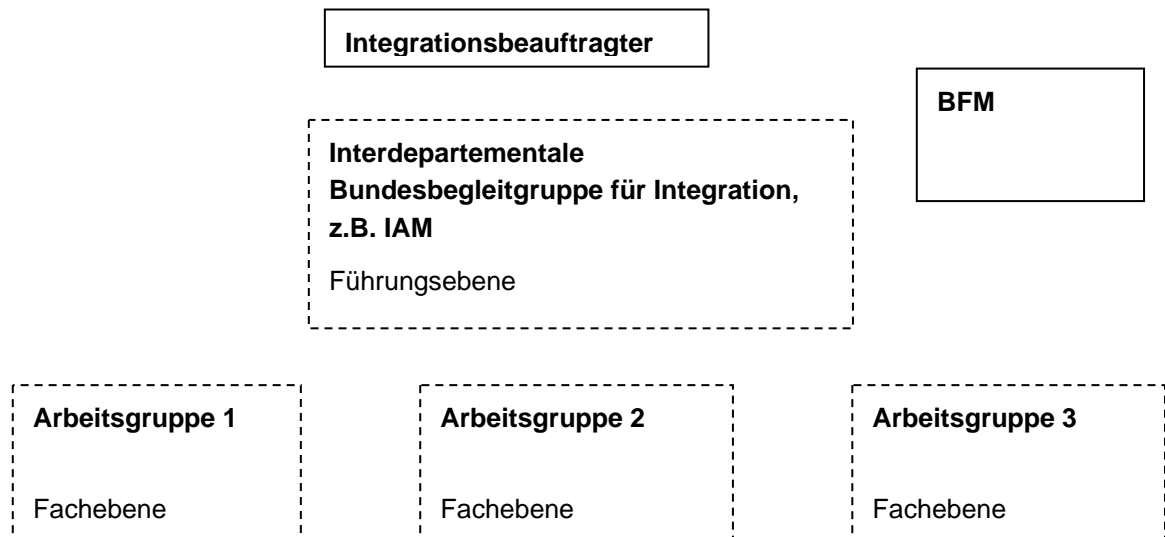 Integrationsbeauftragter
BFM
Interdepartementale
Bundesbegleitgruppe für Integration,
z.B. IAM
Führungsebene
Arbeitsgruppe 1
Fachebene
Arbeitsgruppe 2
Fachebene
Arbeitsgruppe 3
Fachebene